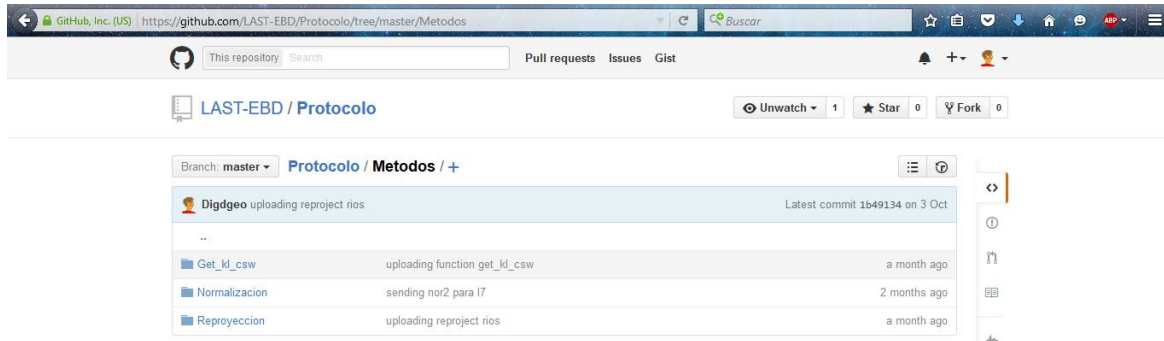 GitHub, Inc. (US) https://github.com/LAST-EBD/Protocolo/tree/master/Metodos Buscar ABP
This repository Search Pull requests Issues Gist
LAST-EBD / Protocolo Unwatch 1 Star 0 Fork 0
Branch: master Protocolo / Metodos / +
Digdgeo uploading reproject rios Latest commit 1b49134 on 3 Oct
..
Get_kl_csw uploading function get_kl_csw a month ago
Normalizacion sending nor2 para l7 2 months ago
Reproyeccion uploading reproject rios a month ago